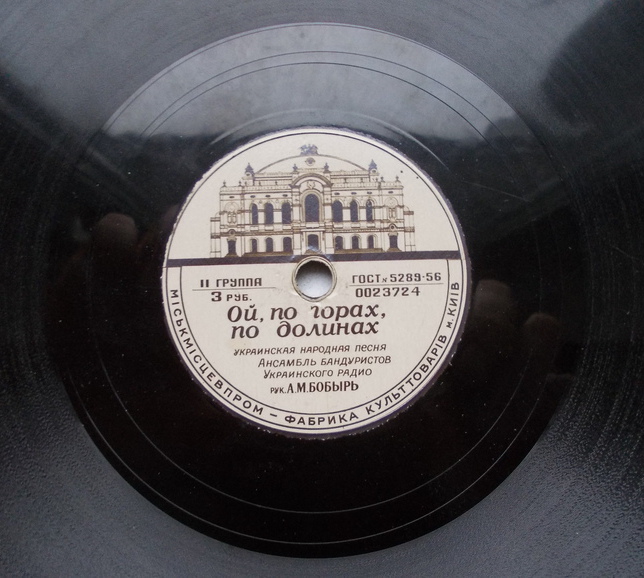 II ГРУППА
3 РУБ.
ГОСТ № 5289-56
0023724
Ой, по горах,
по долинах
УКРАИНСКАЯ НАРОДНАЯ ПЕСНЯ
АНСАМБЛЬ БАНДУРИСТОВ
УКРАИНСКОГО РАДИО
РУК. А.М.БОБЫРЬ
МІСЬКМІСЦЕВПРОМ – ФАБРИКА КУЛЬТТОВАРІВ м. КИЇВ